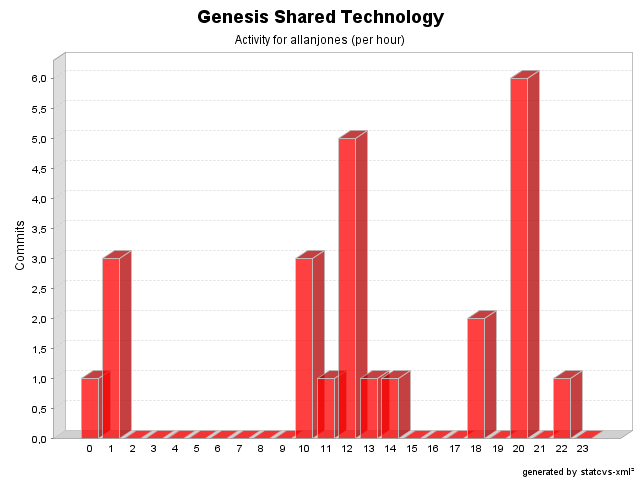 Genesis Shared Technology
Activity for allanjones (per hour)
Commits
6,0
5,5
5,0
4,5
4,0
3,5
3,0
2,5
2,0
1,5
1,0
0,5
0,0
0 1 2 3 4 5 6 7 8 9 10 11 12 13 14 15 16 17 18 19 20 21 22 23
generated by statcvs-xml²